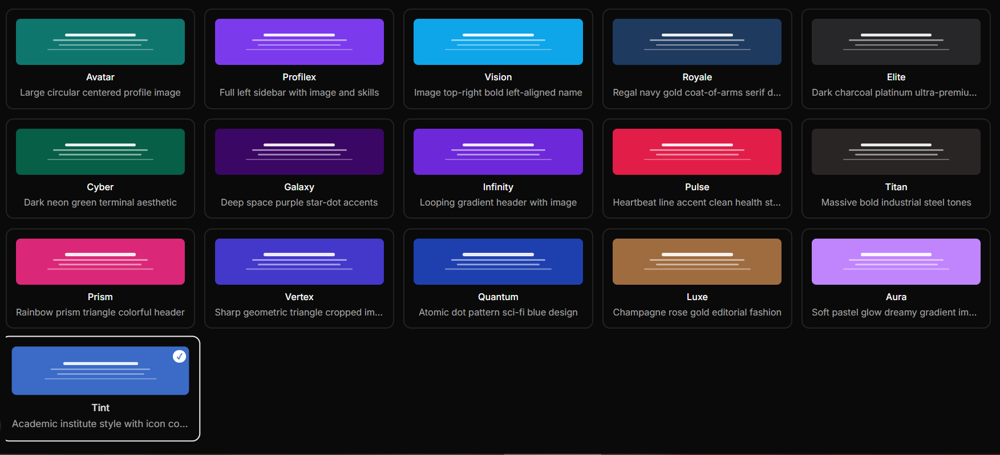 Avatar
Large circular centered profile image
Profilex
Full left sidebar with image and skills
Vision
Image top-right bold left-aligned name
Royale
Regal navy gold coat-of-arms serif d...
Elite
Dark charcoal platinum ultra-premiu...
Cyber
Dark neon green terminal aesthetic
Galaxy
Deep space purple star-dot accents
Infinity
Looping gradient header with image
Pulse
Heartbeat line accent clean health st...
Titan
Massive bold industrial steel tones
Prism
Rainbow prism triangle colorful header
Vertex
Sharp geometric triangle cropped im...
Quantum
Atomic dot pattern sci-fi blue design
Luxe
Champagne rose gold editorial fashion
Aura
Soft pastel glow dreamy gradient im...
Tint
Academic institute style with icon co...